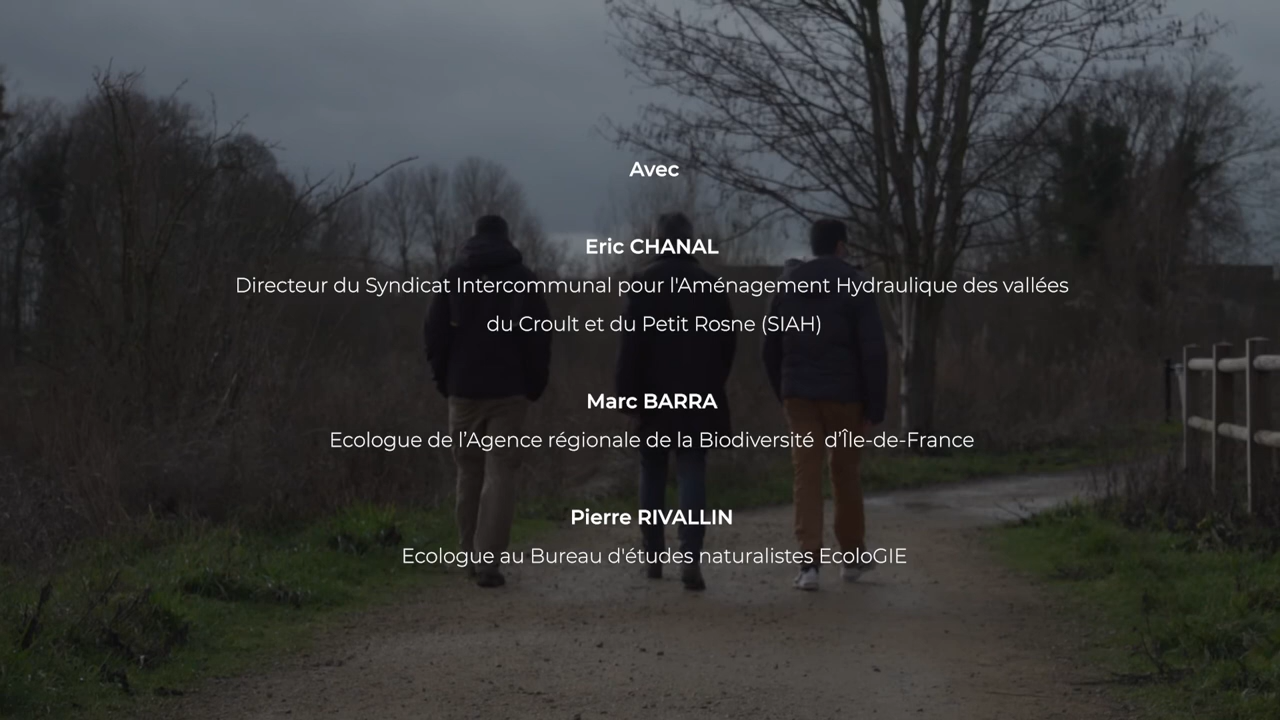 Avec
Eric CHANAL
Directeur du Syndicat Intercommunal pour l'Aménagement Hydraulique des vallées
du Croult et du Petit Rosne (SIAH)
Marc BARRA
Ecologue de l’Agence régionale de la Biodiversité  d’Île-de-France
Pierre RIVALLIN
Ecologue au Bureau d'études naturalistes EcoloGIE